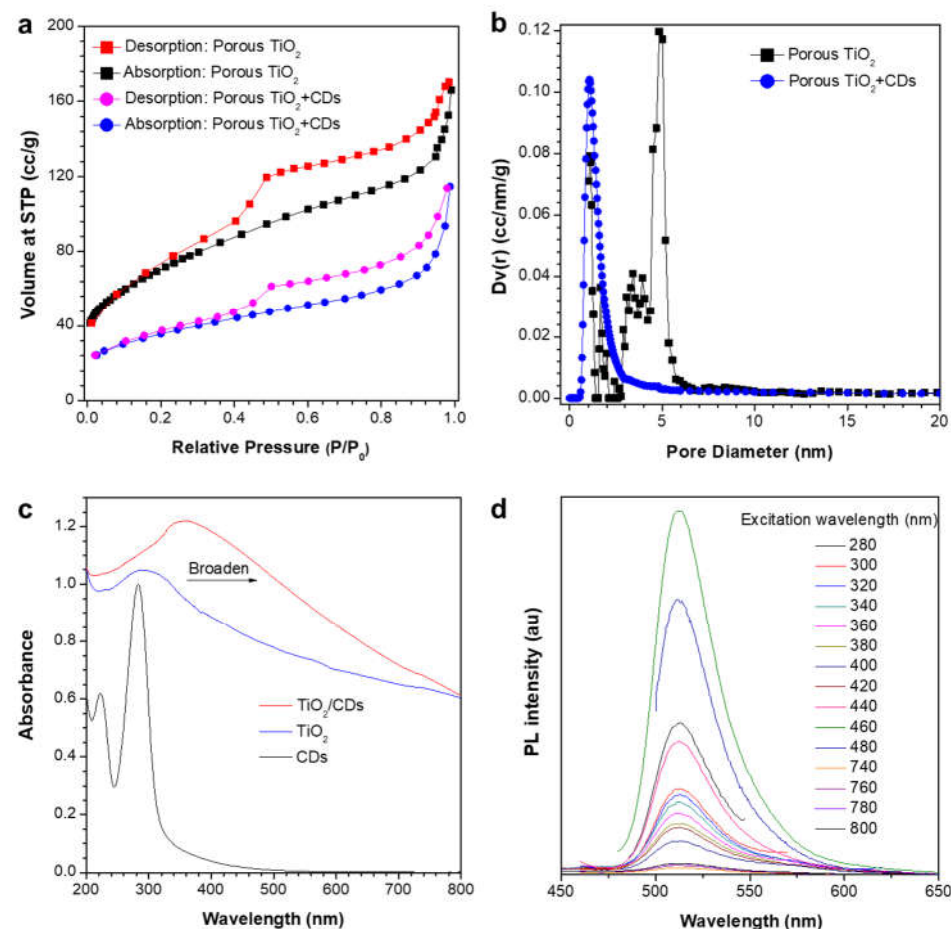 a
200
160
120
80
40
0
0.0
0.2
0.4
0.6
0.8
1.0
Volume at STP (cc/g)
Relative Pressure (P/P₀)
Desorption: Porous TiO₂
Absorption: Porous TiO₂
Desorption: Porous TiO₂+CDs
Absorption: Porous TiO₂+CDs
b
0.12
0.10
0.08
0.06
0.04
0.02
0.00
0
5
10
15
20
Dv(r) (cc/nm/g)
Pore Diameter (nm)
Porous TiO₂
Porous TiO₂+CDs
c
1.2
1.0
0.8
0.6
0.4
0.2
0.0
200
300
400
500
600
700
800
Absorbance
Wavelength (nm)
Broaden
TiO₂/CDs
TiO₂
CDs
d
PL intensity (au)
450
500
550
600
650
Wavelength (nm)
Excitation wavelength (nm)
280
300
320
340
360
380
400
420
440
460
480
740
760
780
800